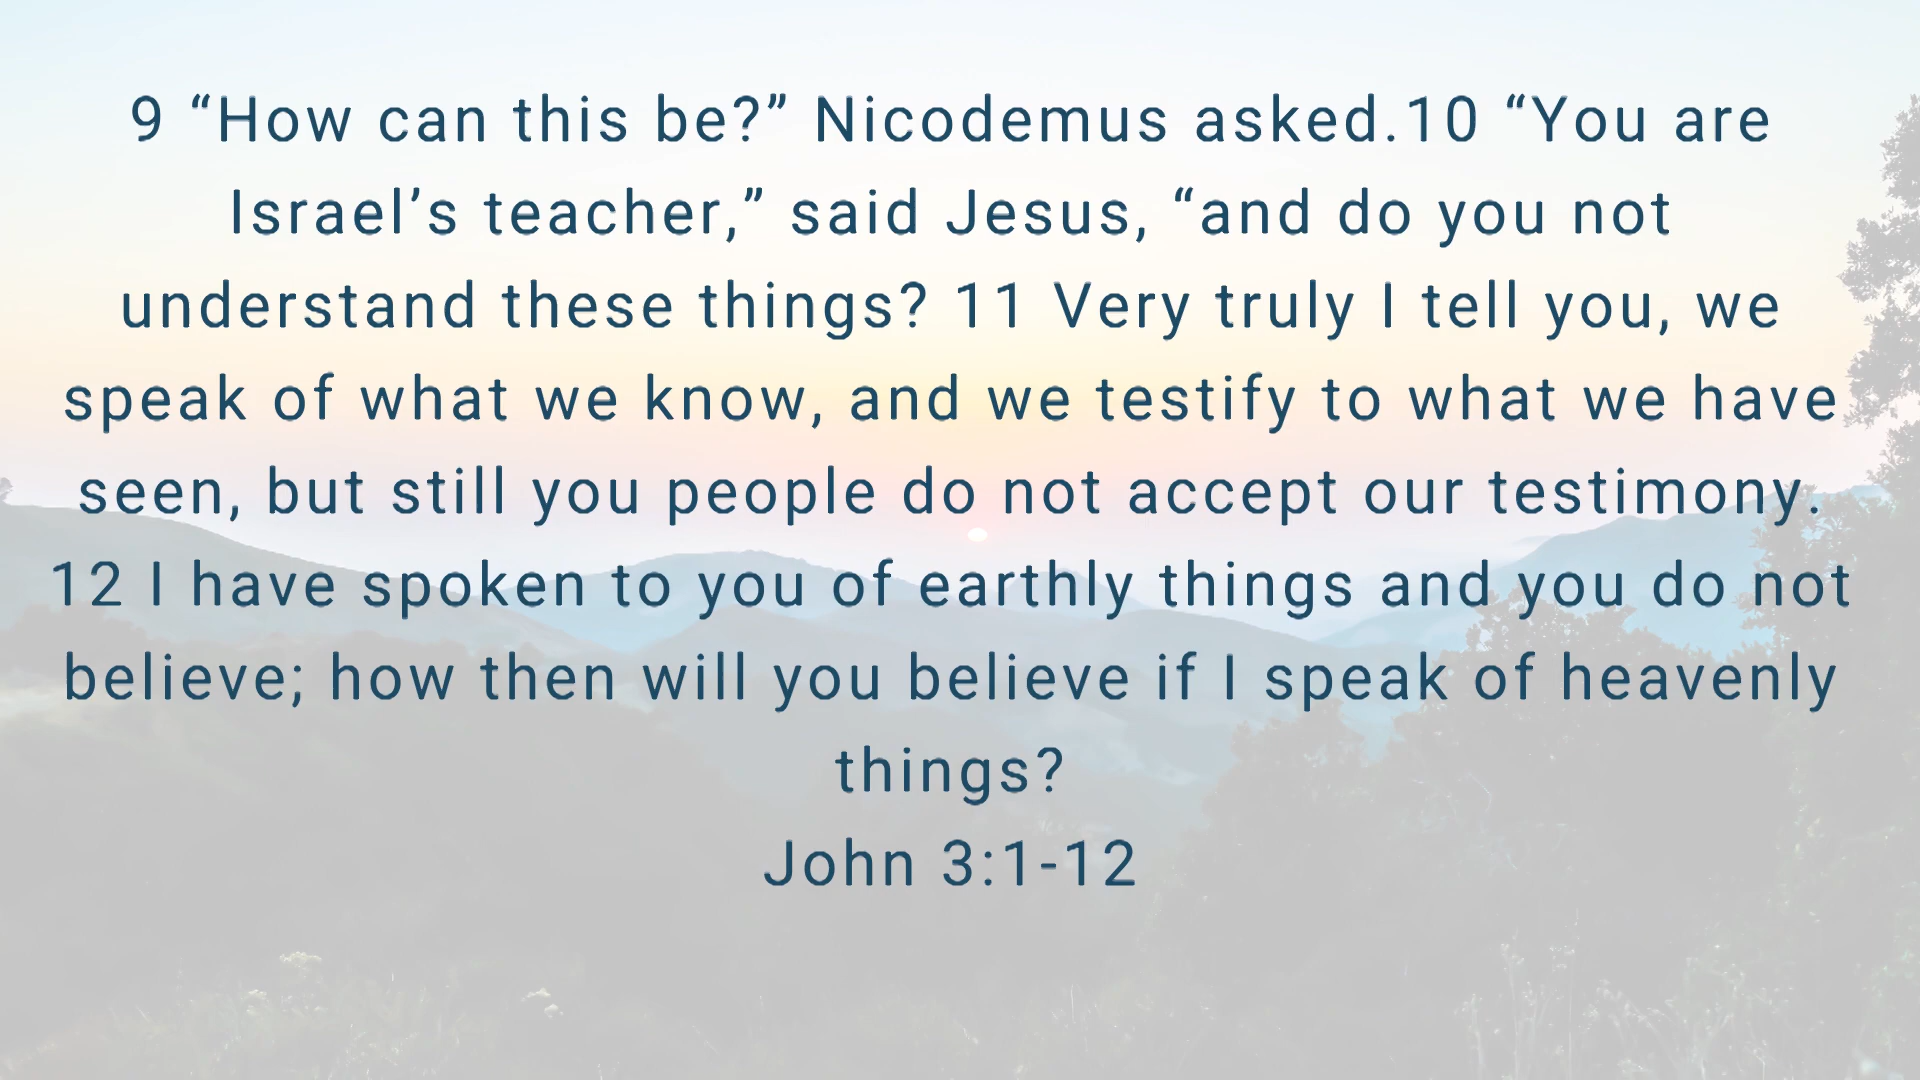 9 “How can this be?” Nicodemus asked.10 “You are
Israel’s teacher,” said Jesus, “and do you not
understand these things? 11 Very truly I tell you, we
speak of what we know, and we testify to what we have
seen, but still you people do not accept our testimony.
12 I have spoken to you of earthly things and you do not
believe; how then will you believe if I speak of heavenly
things?
John 3:1-12